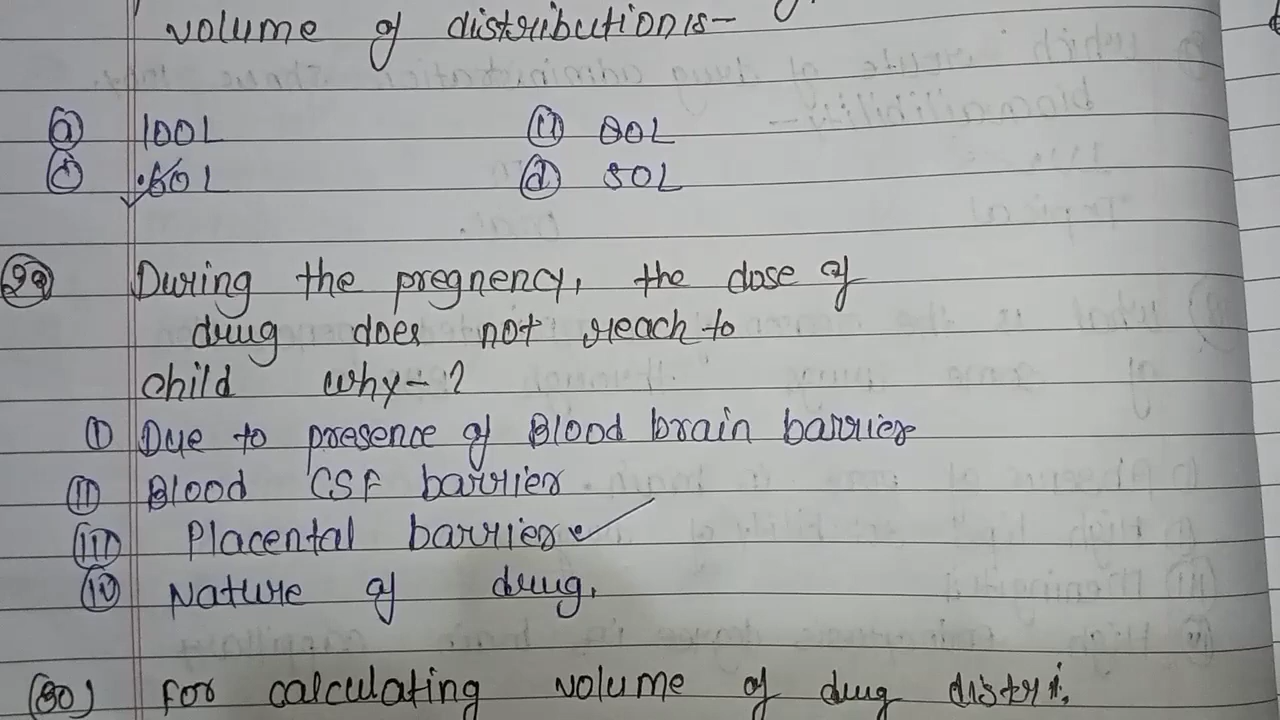 volume of distribution is-
(a) 100L (ii) 80L
(c) 60L (d) 50L
(29) During the pregnency, the dose of
drug does not reach to
child why-?
(i) Due to presence of Blood brain barrier
(ii) Blood CSF barrier
(iii) Placental barrier
(iv) Nature of drug.
(30) for calculating volume of drug distri.